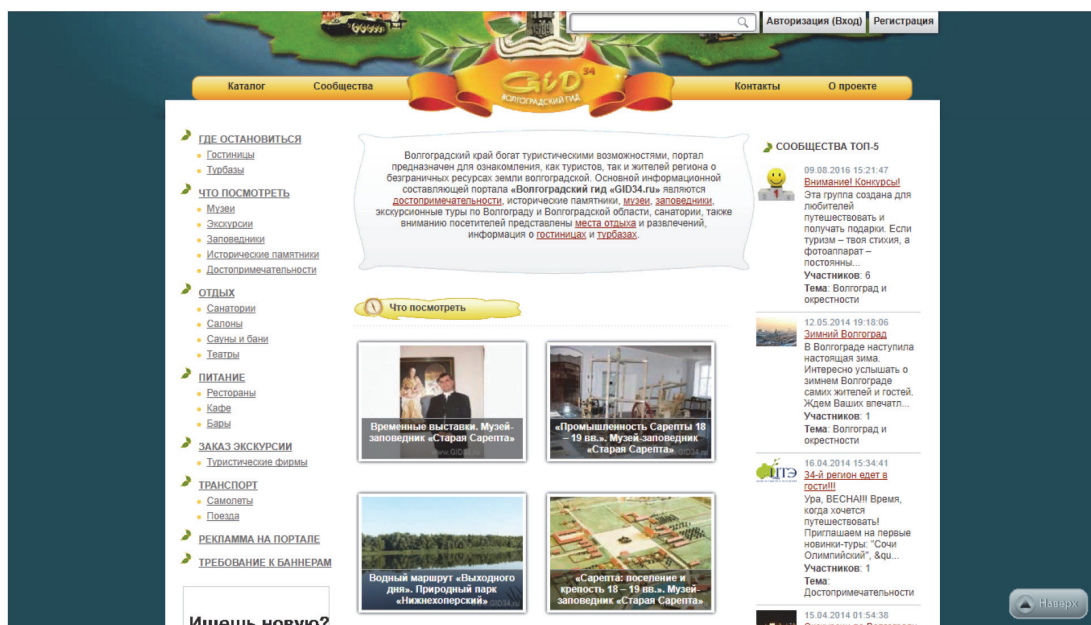 Авторизация (Вход)
Регистрация
Каталог
Сообщества
GiD 34
ВОЛГОГРАДСКИЙ ГИД
Контакты
О проекте
ГДЕ ОСТАНОВИТЬСЯ
Гостиницы
Турбазы
ЧТО ПОСМОТРЕТЬ
Музеи
Экскурсии
Заповедники
Исторические памятники
Достопримечательности
ОТДЫХ
Санатории
Салоны
Сауны и бани
Театры
ПИТАНИЕ
Рестораны
Кафе
Бары
ЗАКАЗ ЭКСКУРСИИ
Туристические фирмы
ТРАНСПОРТ
Самолеты
Поезда
РЕКЛАММА НА ПОРТАЛЕ
ТРЕБОВАНИЕ К БАННЕРАМ
Ищешь новую?
Волгоградский край богат туристическими возможностями, портал
предназначен для ознакомления, как туристов, так и жителей региона о
безграничных ресурсах земли волгоградской. Основной информационной
составляющей портала «Волгоградский гид «GID34.ru» являются
достопримечательности, исторические памятники, музеи, заповедники,
экскурсионные туры по Волгограду и Волгоградской области, санатории, также
вниманию посетителей представлены места отдыха и развлечений,
информация о гостиницах и турбазах.
Что посмотреть
Временные выставки. Музей-
заповедник «Старая Сарепта»
www.GID34.ru
«Промышленность Сарепты 18
– 19 вв.». Музей-заповедник
«Старая Сарепта»
Водный маршрут «Выходного
дня». Природный парк
«Нижнехоперский»
GID34.ru
«Сарепта: поселение и
крепость 18 – 19 вв.». Музей-
заповедник «Старая Сарепта»
СООБЩЕСТВА ТОП-5
1
09.08.2016 15:21:47
Внимание! Конкурсы!
Эта группа создана для
любителей
путешествовать и
получать подарки. Если
туризм – твоя стихия, а
фотоаппарат –
постоянны...
Участников: 6
Тема: Волгоград и
окрестности
12.05.2014 19:18:06
Зимний Волгоград
В Волгограде наступила
настоящая зима.
Интересно услышать о
зимнем Волгограде
самих жителей и гостей.
Ждем Ваших впечатл...
Участников: 1
Тема: Волгоград и
окрестности
ЦТЭ
16.04.2014 15:34:41
34-й регион едет в
гости!!!
Ура, ВЕСНА!!! Время,
когда хочется
путешествовать!
Приглашаем на первые
новинки-туры: "Сочи
Олимпийский", &qu...
Участников: 1
Тема:
Достопримечательности
15.04.2014 01:54:38
Наверх